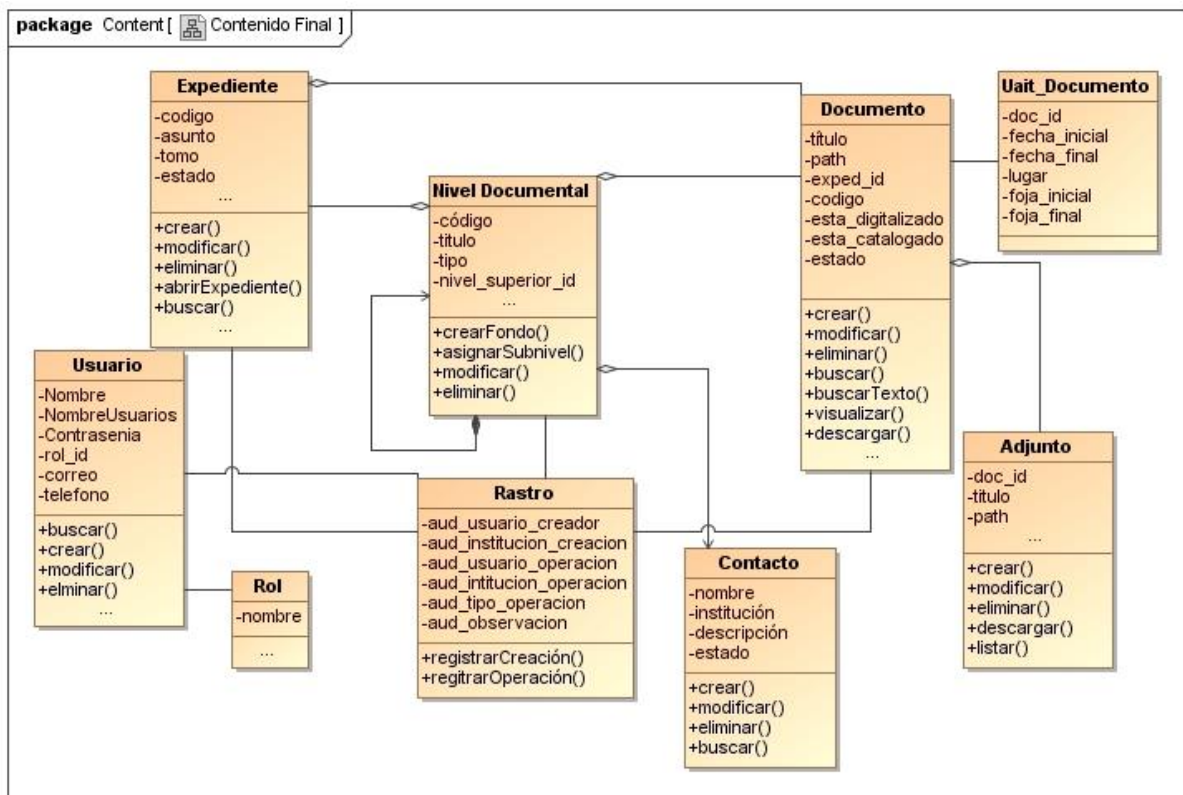 package Content [ Contenido Final ]
Expediente
-codigo
-asunto
-tomo
-estado
...
+crear()
+modificar()
+eliminar()
+abrirExpediente()
+buscar()
...
Nivel Documental
-código
-titulo
-tipo
-nivel_superior_id
...
+crearFondo()
+asignarSubnivel()
+modificar()
+eliminar()
Documento
-título
-path
-exped_id
-codigo
-esta_digitalizado
-esta_catalogado
-estado
+crear()
+modificar()
+eliminar()
+buscar()
+buscarTexto()
+visualizar()
+descargar()
...
Uait_Documento
-doc_id
-fecha_inicial
-fecha_final
-lugar
-foja_inicial
-foja_final
Usuario
-Nombre
-NombreUsuarios
-Contrasenia
-rol_id
-correo
-telefono
+buscar()
+crear()
+modificar()
+elminar()
...
Rol
-nombre
...
Rastro
-aud_usuario_creador
-aud_institucion_creacion
-aud_usuario_operacion
-aud_intitucion_operacion
-aud_tipo_operacion
-aud_observacion
+registrarCreación()
+regitrarOperación()
Contacto
-nombre
-institución
-descripción
-estado
+crear()
+modificar()
+eliminar()
+buscar()
Adjunto
-doc_id
-titulo
-path
...
+crear()
+modificar()
+eliminar()
+descargar()
+listar()